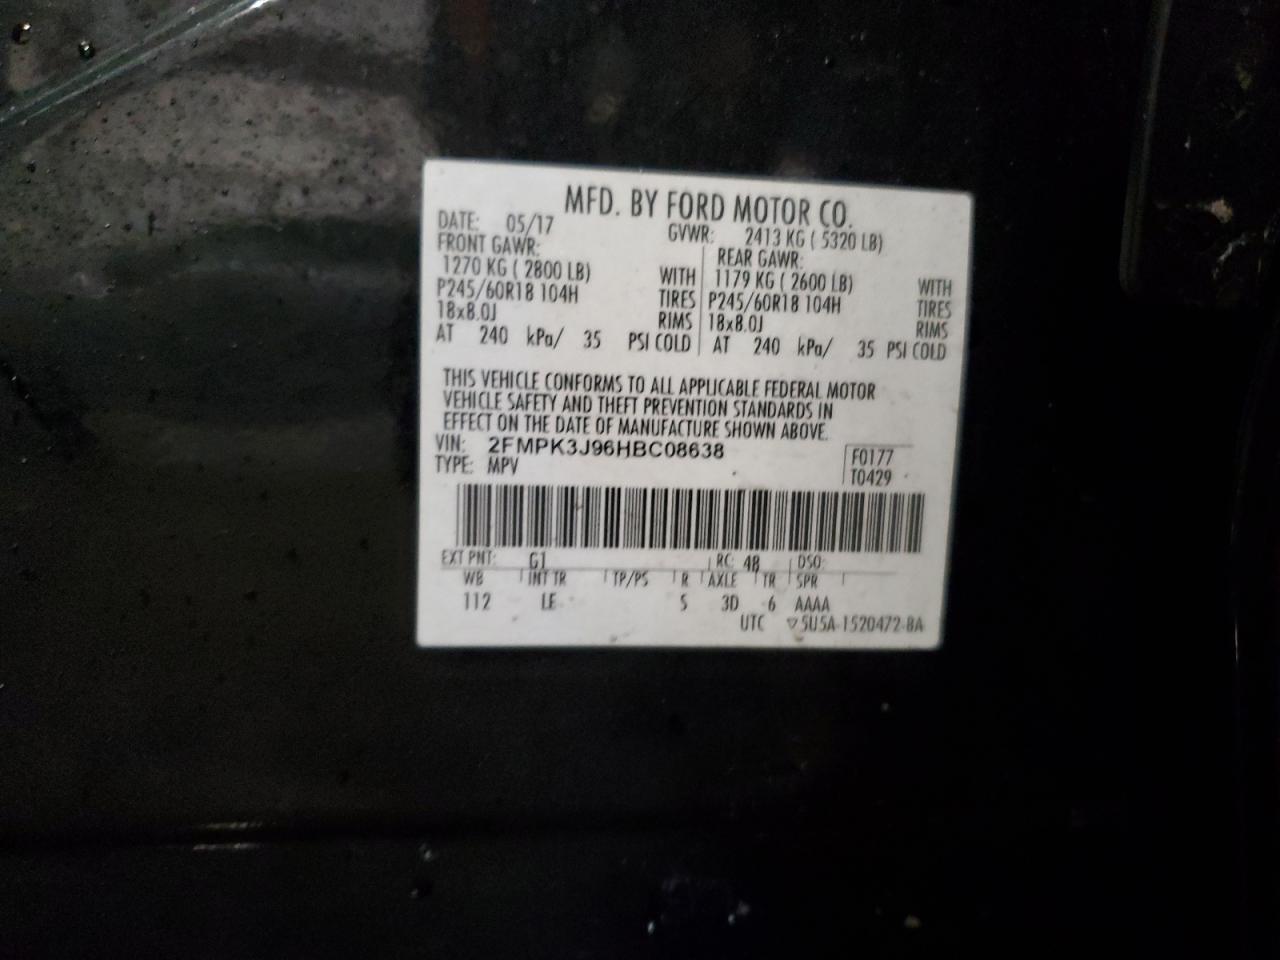 MFD. BY FORD MOTOR CO.
DATE: 05/17 GVWR: 2413 KG ( 5320 LB)
FRONT GAWR: REAR GAWR:
1270 KG ( 2800 LB) WITH 1179 KG ( 2600 LB) WITH
P245/60R18 104H TIRES P245/60R18 104H TIRES
18x8.0J RIMS 18x8.0J RIMS
AT 240 kPa/ 35 PSI COLD AT 240 kPa/ 35 PSI COLD
THIS VEHICLE CONFORMS TO ALL APPLICABLE FEDERAL MOTOR
VEHICLE SAFETY AND THEFT PREVENTION STANDARDS IN
EFFECT ON THE DATE OF MANUFACTURE SHOWN ABOVE.
VIN: 2FMPK3J96HBC08638 F0177
TYPE: MPV T0429
EXT PNT: G1 RC: 48 DSO:
WB INT TR TP/PS R AXLE TR SPR
112 LE 5 3D 6 AAAA
UTC ▽5U5A-1520472-BA